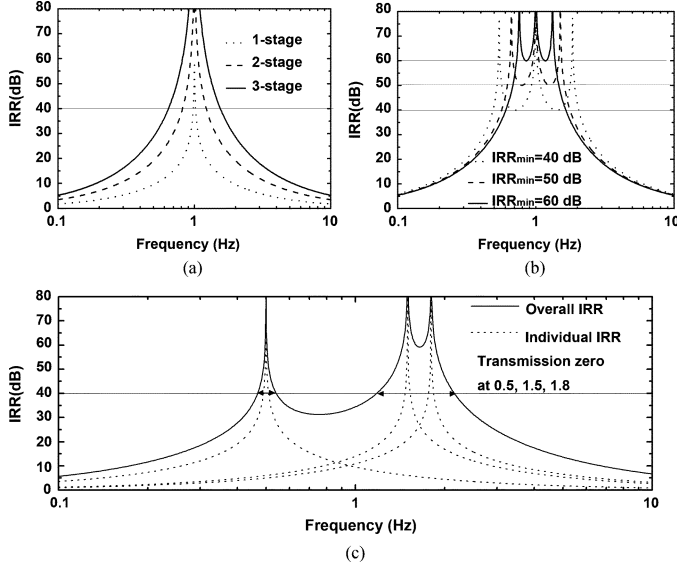 80
70
60
50
40
30
20
10
0
IRR(dB)
1-stage
2-stage
3-stage
0.1
1
10
Frequency (Hz)
(a)
80
70
60
50
40
30
20
10
0
IRR(dB)
IRRmin=40 dB
IRRmin=50 dB
IRRmin=60 dB
0.1
1
10
Frequency (Hz)
(b)
80
70
60
50
40
30
20
10
0
IRR(dB)
Overall IRR
Individual IRR
Transmission zero
at 0.5, 1.5, 1.8
0.1
1
10
Frequency (Hz)
(c)